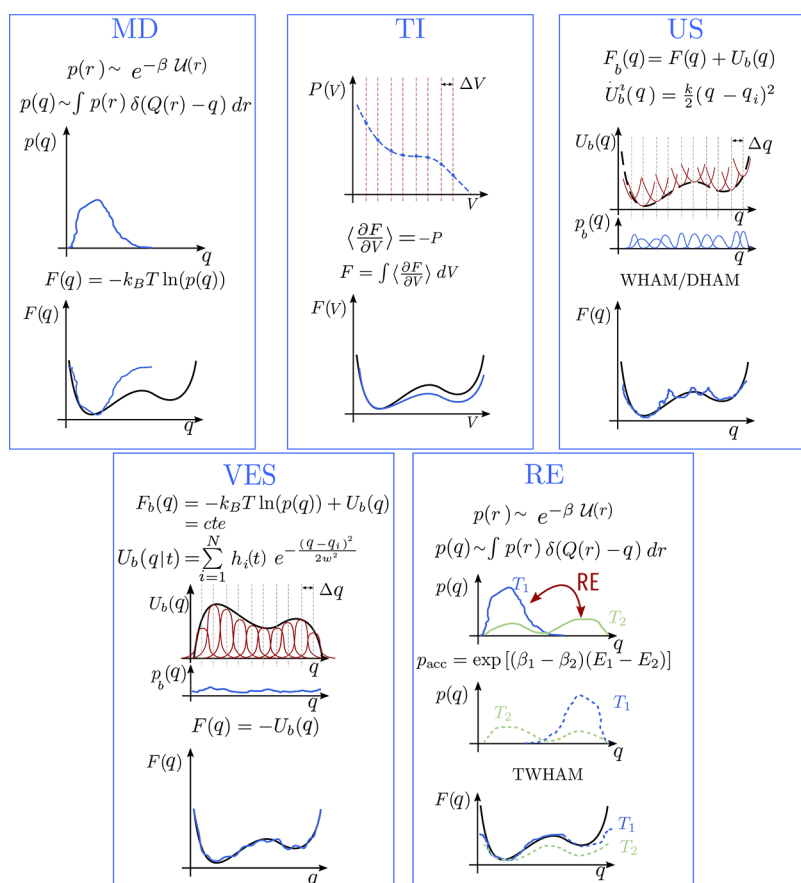 MD
p(r) ∼ e^{−β 𝒰(r)}
p(q)∼∫ p(r) δ(Q(r)−q) dr
p(q)
q
F(q) = −k_B T ln(p(q))
F(q)
q
TI
P(V)
ΔV
V
⟨∂F/∂V⟩ = −P
F = ∫⟨∂F/∂V⟩ dV
F(V)
V
US
F_b(q) = F(q) + U_b(q)
U_b^i(q) = k/2 (q − q_i)^2
U_b(q)
Δq
q
p_b(q)
q
WHAM/DHAM
F(q)
q
VES
F_b(q) = −k_B T ln(p(q)) + U_b(q)
= cte
U_b(q|t) = ∑_{i=1}^{N} h_i(t) e^{−(q−q_i)^2/2w^2}
U_b(q)
Δq
q
p_b(q)
q
F(q) = −U_b(q)
F(q)
q
RE
p(r) ∼ e^{−β 𝒰(r)}
p(q)∼∫ p(r) δ(Q(r)−q) dr
p(q)
T_1
RE
T_2
q
p_acc = exp [(β_1 − β_2)(E_1 − E_2)]
p(q)
T_2
T_1
q
TWHAM
F(q)
T_1
T_2
q